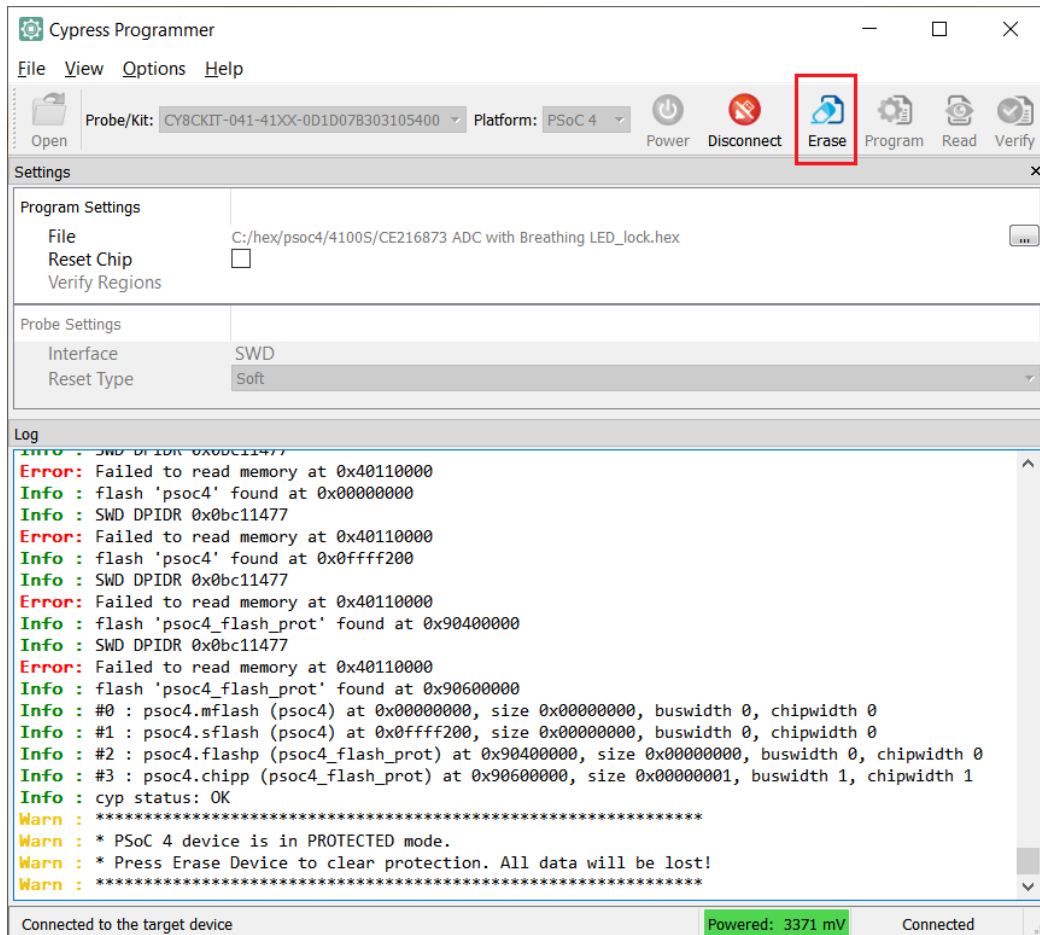 Cypress Programmer
File View Options Help
Open Probe/Kit: CY8CKIT-041-41XX-0D1D07B303105400 Platform: PSoC 4 Power Disconnect Erase Program Read Verify
Settings
Program Settings
File C:/hex/psoc4/4100S/CE216873 ADC with Breathing LED_lock.hex ...
Reset Chip
Verify Regions
Probe Settings
Interface SWD
Reset Type Soft
Log
Info : SWD DPIDR 0x0bc11477
Error: Failed to read memory at 0x40110000
Info : flash 'psoc4' found at 0x00000000
Info : SWD DPIDR 0x0bc11477
Error: Failed to read memory at 0x40110000
Info : flash 'psoc4' found at 0x0ffff200
Info : SWD DPIDR 0x0bc11477
Error: Failed to read memory at 0x40110000
Info : flash 'psoc4_flash_prot' found at 0x90400000
Info : SWD DPIDR 0x0bc11477
Error: Failed to read memory at 0x40110000
Info : flash 'psoc4_flash_prot' found at 0x90600000
Info : #0 : psoc4.mflash (psoc4) at 0x00000000, size 0x00000000, buswidth 0, chipwidth 0
Info : #1 : psoc4.sflash (psoc4) at 0x0ffff200, size 0x00000000, buswidth 0, chipwidth 0
Info : #2 : psoc4.flashp (psoc4_flash_prot) at 0x90400000, size 0x00000000, buswidth 0, chipwidth 0
Info : #3 : psoc4.chipp (psoc4_flash_prot) at 0x90600000, size 0x00000001, buswidth 1, chipwidth 1
Info : cyp status: OK
Warn : ***************************************************************
Warn : * PSoC 4 device is in PROTECTED mode.
Warn : * Press Erase Device to clear protection. All data will be lost!
Warn : ***************************************************************
Connected to the target device Powered: 3371 mV Connected